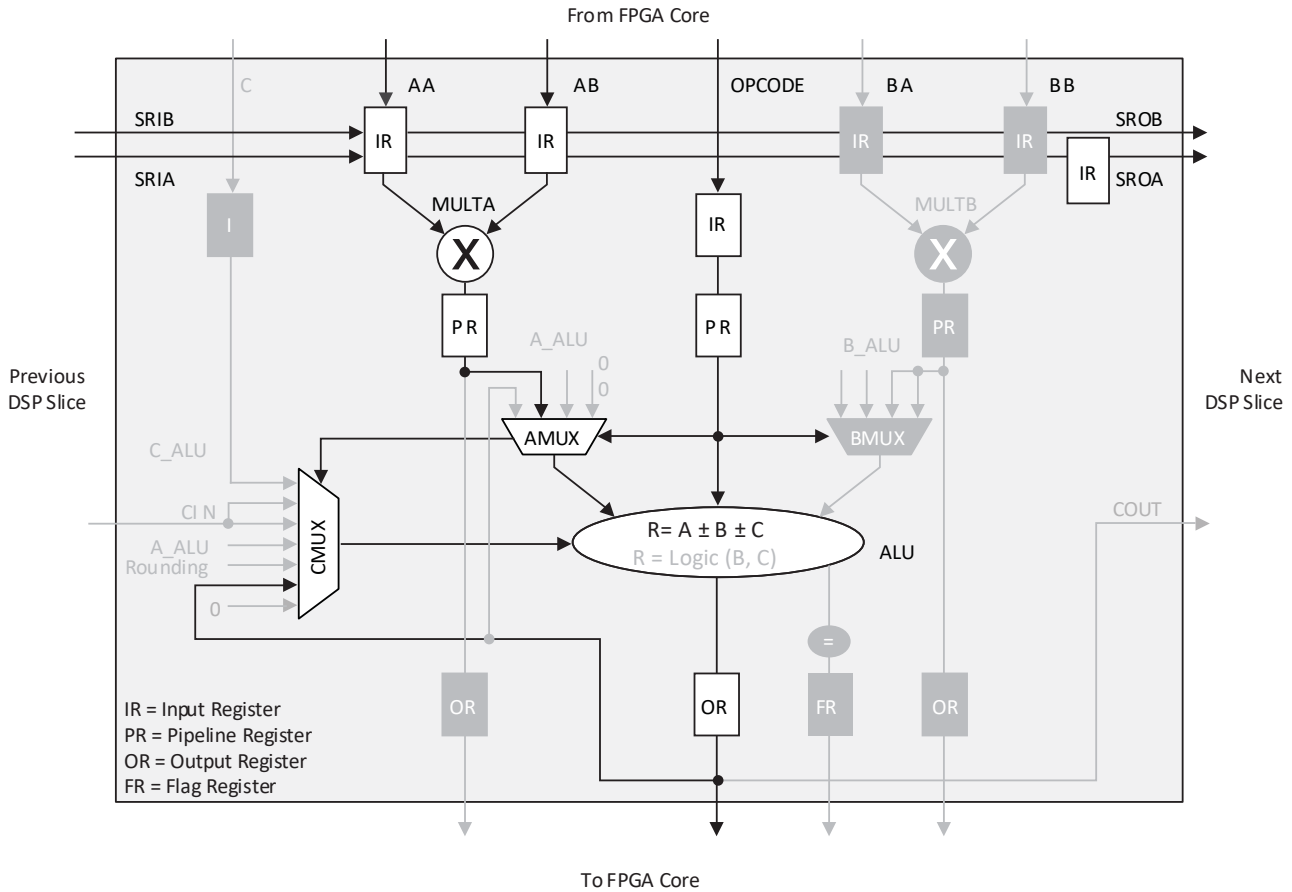 From FPGA Core
C
AA
AB
OPCODE
BA
BB
SRIB
SROB
IR
IR
IR
IR
SRIA
IR
SROA
MULTA
MULTB
I
IR
X
X
PR
PR
PR
A_ALU
B_ALU
0
0
Previous
DSP Slice
Next
DSP Slice
AMUX
BMUX
C_ALU
CIN
COUT
R= A ± B ± C
CMUX
A_ALU
ALU
R = Logic (B, C)
Rounding
0
=
OR
OR
FR
OR
IR = Input Register
PR = Pipeline Register
OR = Output Register
FR = Flag Register
To FPGA Core